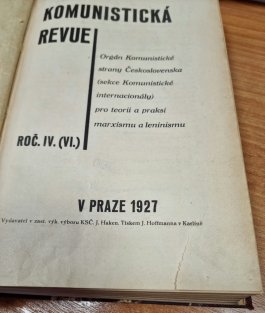 KOMUNISTICKÁ
REVUE
Orgán Komunistické
strany Československa
(sekce Komunistické
internacionály)
pro teorii a praksi
marxismu a leninismu
ROČ. IV. (VI.)
V PRAZE 1927
Vydavatel v zast. výk. výboru KSČ. J. Haken. Tiskem J. Hoffmanna v Karlíně